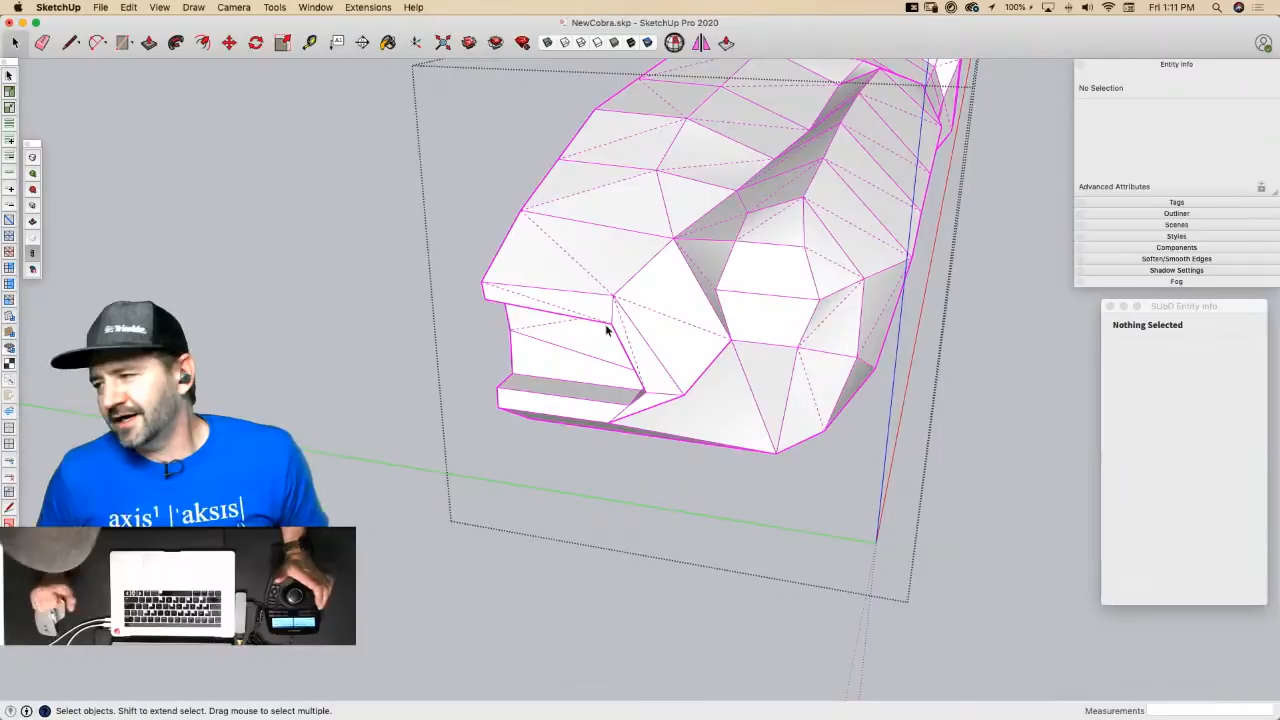 SketchUp File Edit View Draw Camera Tools Window Extensions Help
100% Fri 1:11 PM
NewCobra.skp - SketchUp Pro 2020
Entity Info
No Selection
Advanced Attributes
Tags
Outliner
Scenes
Styles
Components
Soften/Smooth Edges
Shadow Settings
Fog
SUbD Entity Info
Nothing Selected
Trimble
axis¹ |ˈaksɪs|
Select objects. Shift to extend select. Drag mouse to select multiple.
Measurements